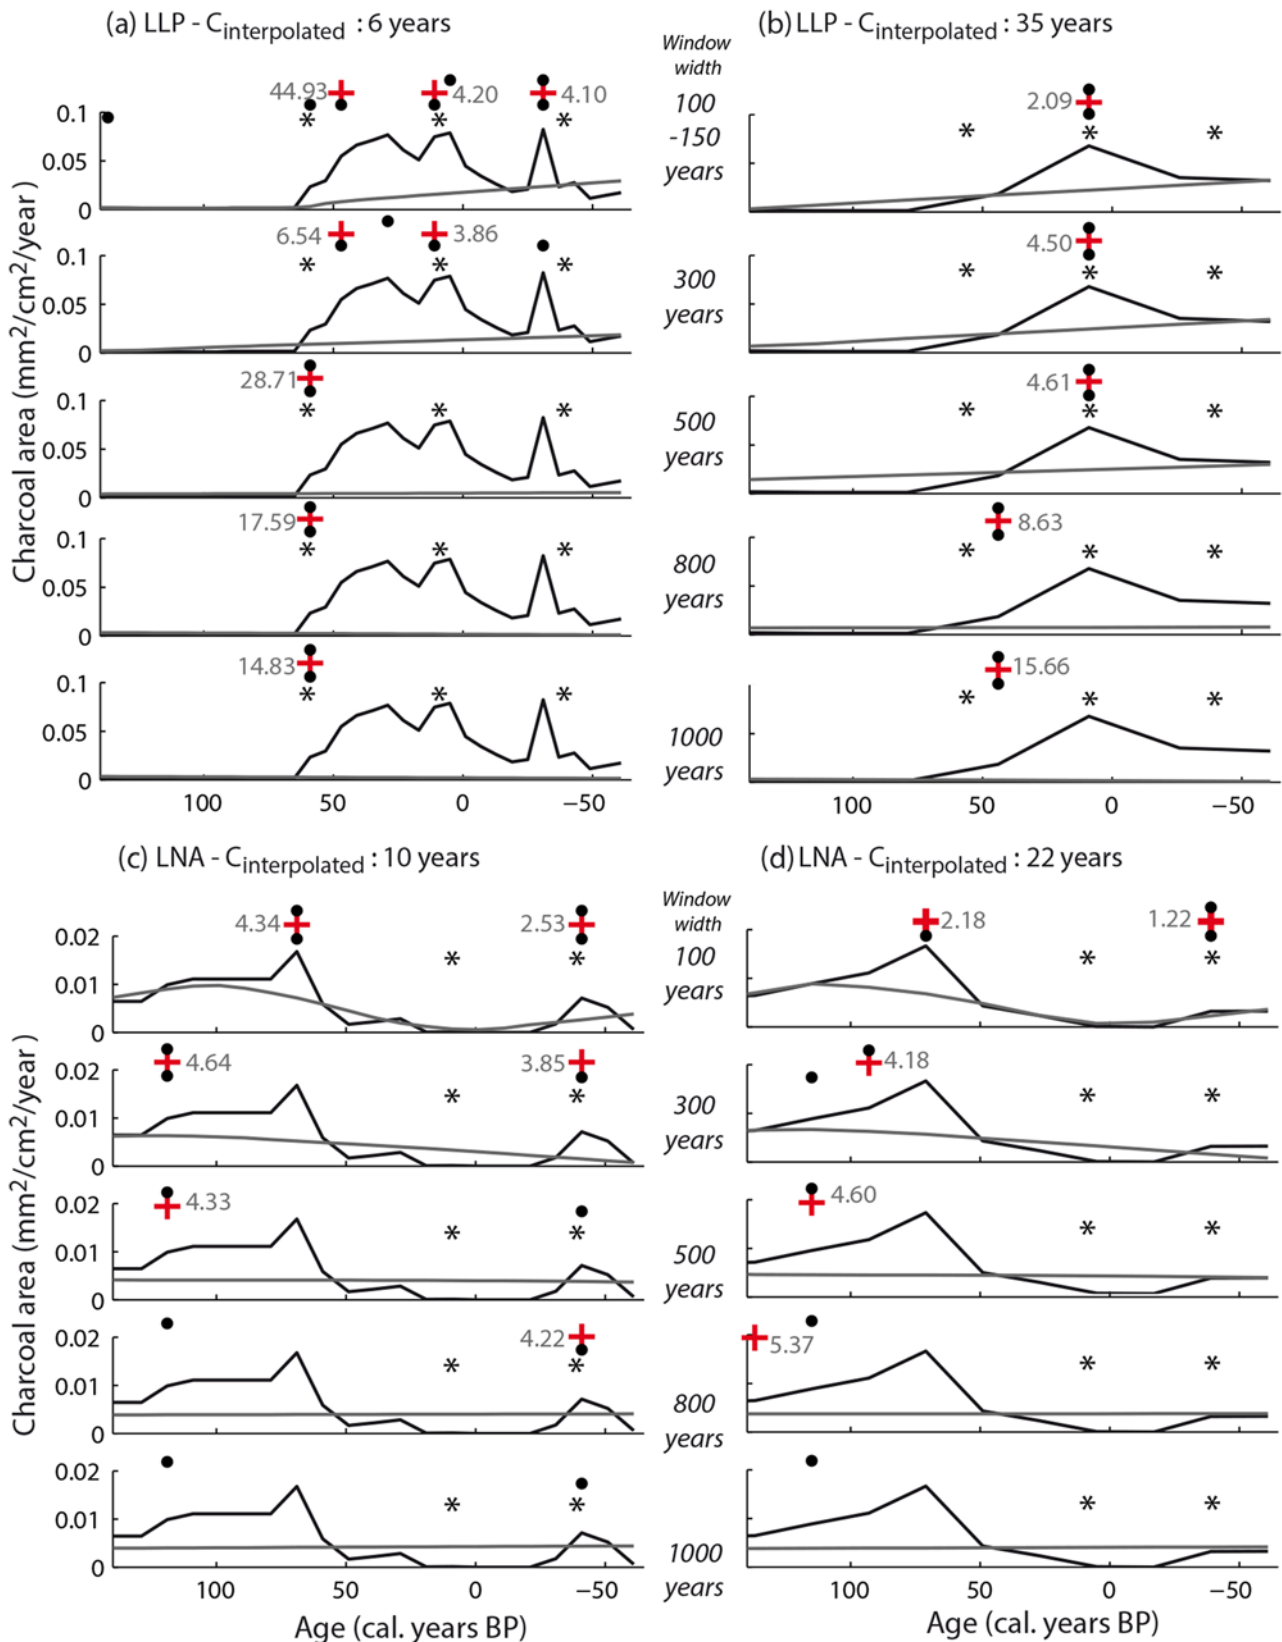 (a) LLP - Cinterpolated : 6 years
(b) LLP - Cinterpolated : 35 years
Window
width
100
-150
years
300
years
500
years
800
years
1000
years
Charcoal area (mm2/cm2/year)
44.93
4.20
4.10
0.1
0.05
0
* * *
6.54
3.86
0.1
0.05
0
* * *
28.71
0.1
0.05
0
* * *
17.59
0.1
0.05
0
* * *
14.83
0.1
0.05
0
* * *
100 50 0 −50
2.09
* * *
4.50
* * *
4.61
* * *
8.63
* * *
15.66
* * *
100 50 0 −50
(c) LNA - Cinterpolated : 10 years
(d) LNA - Cinterpolated : 22 years
Window
width
100
years
300
years
500
years
800
years
1000
years
Charcoal area (mm2/cm2/year)
4.34
2.53
0.02
0.01
0
* *
4.64
3.85
0.02
0.01
0
* *
4.33
0.02
0.01
0
* *
4.22
0.02
0.01
0
* *
0.02
0.01
0
* *
100 50 0 −50
Age (cal. years BP)
2.18
1.22
* *
4.18
* *
4.60
* *
5.37
* *
* *
100 50 0 −50
Age (cal. years BP)